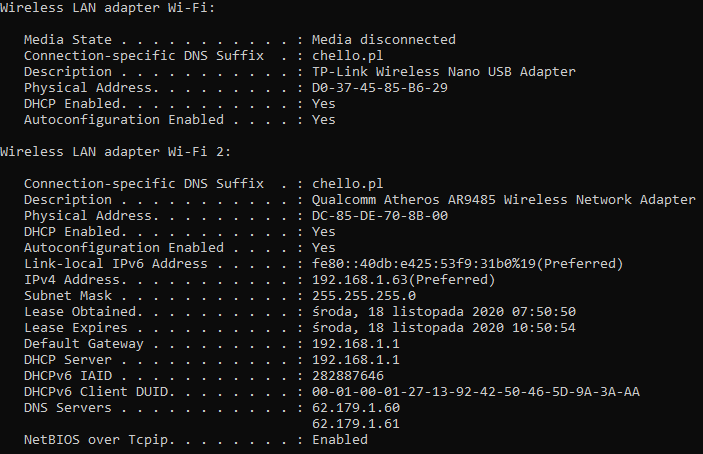 Wireless LAN adapter Wi-Fi:
Media State . . . . . . . . . . . : Media disconnected
Connection-specific DNS Suffix  . : chello.pl
Description . . . . . . . . . . . : TP-Link Wireless Nano USB Adapter
Physical Address. . . . . . . . . : D0-37-45-85-B6-29
DHCP Enabled. . . . . . . . . . . : Yes
Autoconfiguration Enabled . . . . : Yes
Wireless LAN adapter Wi-Fi 2:
Connection-specific DNS Suffix  . : chello.pl
Description . . . . . . . . . . . : Qualcomm Atheros AR9485 Wireless Network Adapter
Physical Address. . . . . . . . . : DC-85-DE-70-8B-00
DHCP Enabled. . . . . . . . . . . : Yes
Autoconfiguration Enabled . . . . : Yes
Link-local IPv6 Address . . . . . : fe80::40db:e425:53f9:31b0%19(Preferred)
IPv4 Address. . . . . . . . . . . : 192.168.1.63(Preferred)
Subnet Mask . . . . . . . . . . . : 255.255.255.0
Lease Obtained. . . . . . . . . . : środa, 18 listopada 2020 07:50:50
Lease Expires . . . . . . . . . . : środa, 18 listopada 2020 10:50:54
Default Gateway . . . . . . . . . : 192.168.1.1
DHCP Server . . . . . . . . . . . : 192.168.1.1
DHCPv6 IAID . . . . . . . . . . . : 282887646
DHCPv6 Client DUID. . . . . . . . : 00-01-00-01-27-13-92-42-50-46-5D-9A-3A-AA
DNS Servers . . . . . . . . . . . : 62.179.1.60
62.179.1.61
NetBIOS over Tcpip. . . . . . . . : Enabled